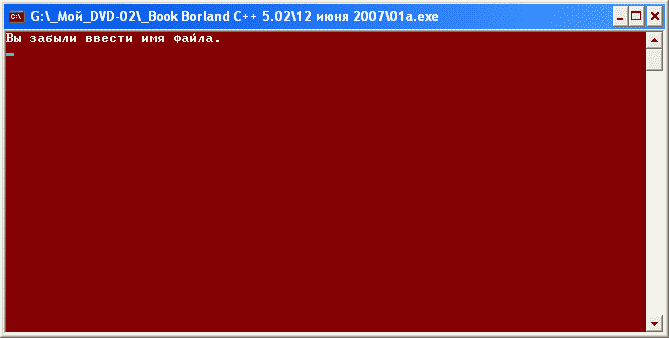 G:\_Мой_DVD-02\_Book Borland C++ 5.02\12 июня 2007\01a.exe
Вы забыли ввести имя файла.